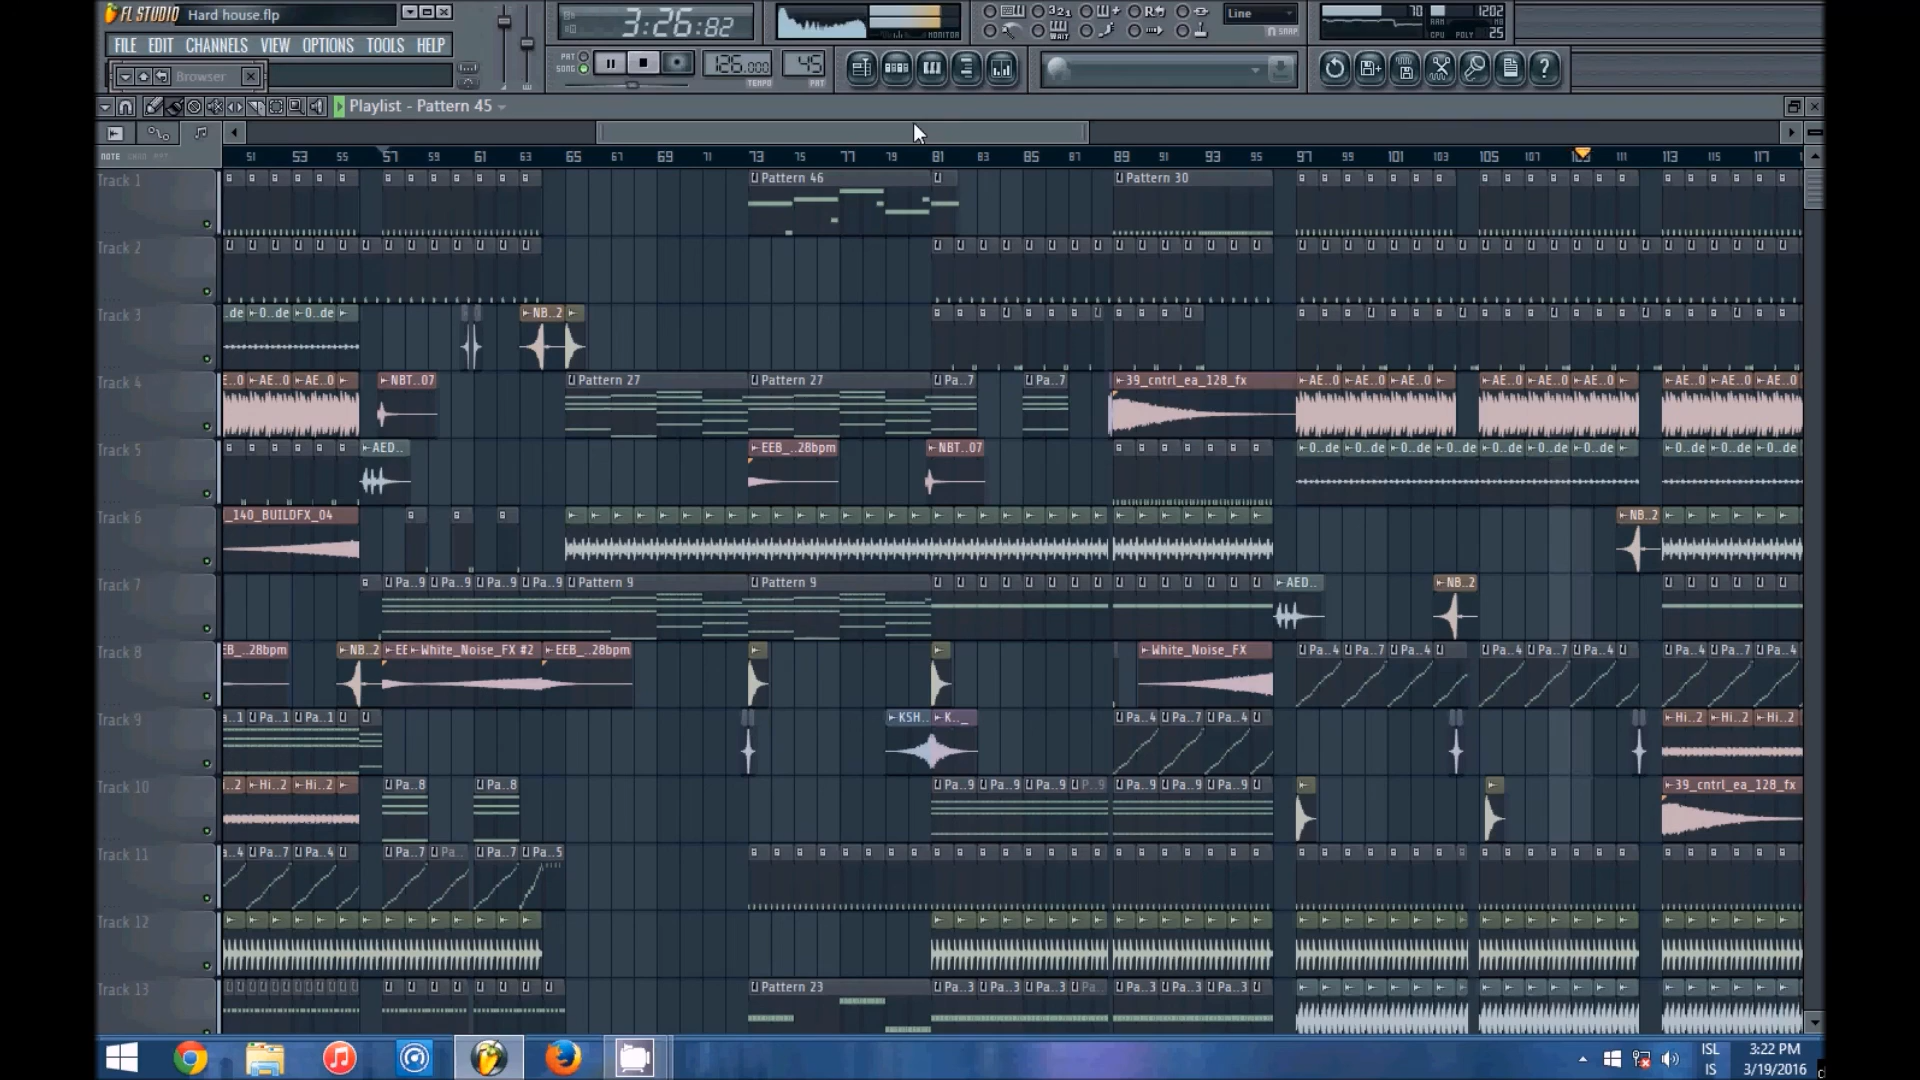 FL STUDIO Hard house.flp
FILE EDIT CHANNELS VIEW OPTIONS TOOLS HELP
Browser
3:26:82
MONITOR
3 2 1
WAIT
Line
SNAP
70
1202
RAM
CPU POLY
25
PAT
SONG
126.000
TEMPO
45
PAT
Playlist - Pattern 45
NOTE CHAN PAT
51 53 55 57 59 61 63 65 67 69 71 73 75 77 79 81 83 85 87 89 91 93 95 97 99 101 103 105 107 111 113 115 117
Track 1
Pattern 46
Pattern 30
Track 2
Track 3
..de 0..de 0..de
NB..2
Track 4
E..0 AE..0 AE..0
NBT..07
Pattern 27
Pattern 27
Pa..7
Pa..7
39_cntrl_ea_128_fx
AE..0 AE..0 AE..0
AE..0 AE..0 AE..0
AE..0 AE..0 AE..0
Track 5
AED..
EEB_..28bpm
NBT..07
0..de 0..de 0..de 0..de 0..de 0..de 0..de
0..de 0..de 0..de
Track 6
_140_BUILDFX_04
NB..2
Track 7
Pa..9 Pa..9 Pa..9 Pa..9 Pattern 9
Pattern 9
AED..
NB..2
Track 8
EB_..28bpm
NB..2 EE White_Noise_FX #2 EEB_..28bpm
White_Noise_FX
Pa..4 Pa..7 Pa..4
Pa..4 Pa..7 Pa..4
Pa..4 Pa..7 Pa..4
Track 9
a..1 Pa..1 Pa..1
KSH.. K.._
Pa..4 Pa..7 Pa..4
Hi..2 Hi..2 Hi..2
Track 10
..2 Hi..2 Hi..2
Pa..8
Pa..8
Pa..9 Pa..9 Pa..9 Pa..9
Pa..9 Pa..9 Pa..9
39_cntrl_ea_128_fx
Track 11
a..4 Pa..7 Pa..4
Pa..7 Pa.. Pa..7 Pa..5
Track 12
Track 13
Pattern 23
Pa..3 Pa..3 Pa..3 Pa..
Pa..3 Pa..3 Pa..3
ISL
IS
3:22 PM
3/19/2016